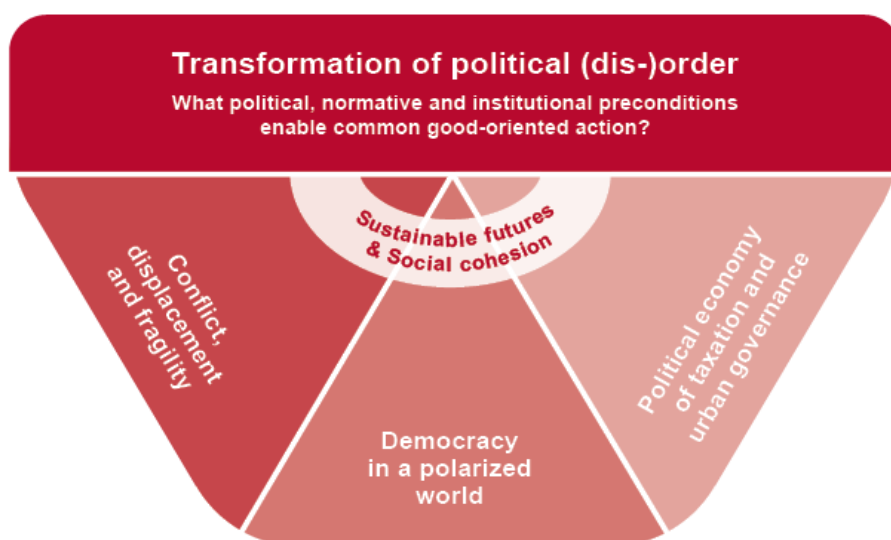 Transformation of political (dis-)order
What political, normative and institutional preconditions
enable common good-oriented action?
Sustainable futures
& Social cohesion
Conflict,
displacement
and fragility
Democracy
in a polarized
world
Political economy
of taxation and
urban governance